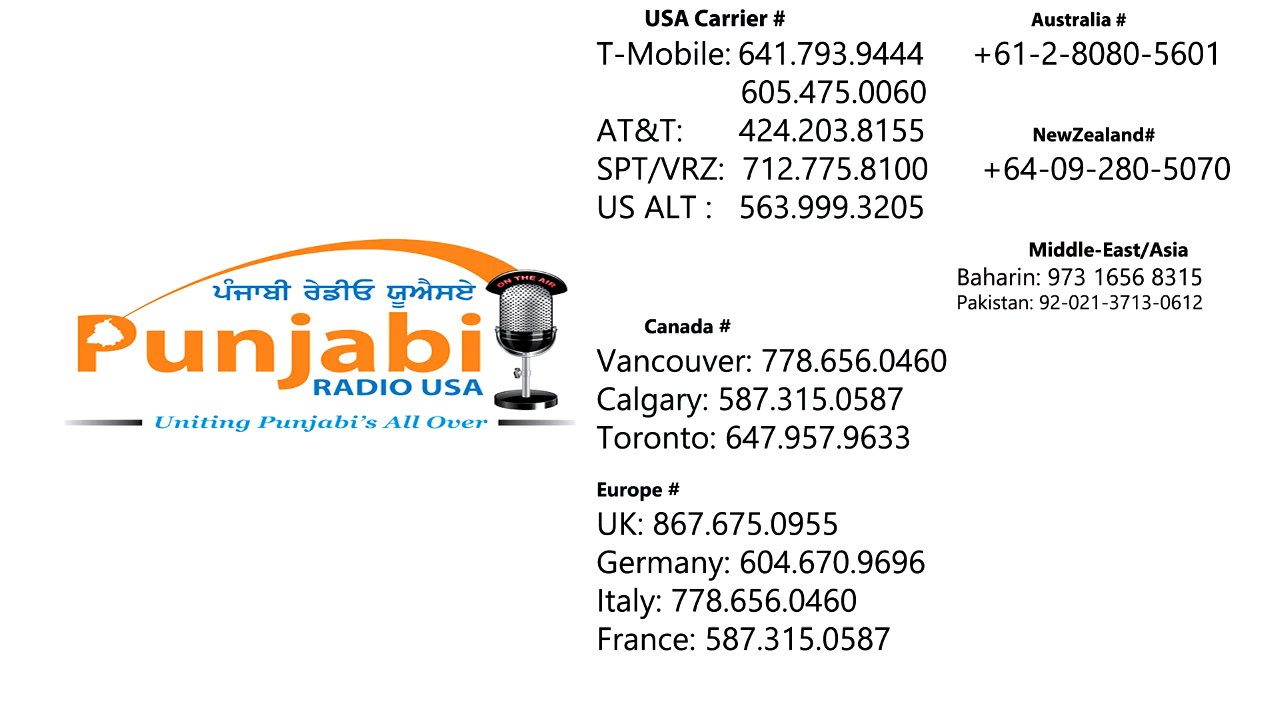 ਪੰਜਾਬੀ ਰੇਡੀਓ ਯੂਐਸਏ
ON THE AIR
Punjabi
RADIO USA
Uniting Punjabi's All Over
USA Carrier #
T-Mobile: 641.793.9444
605.475.0060
AT&T: 424.203.8155
SPT/VRZ: 712.775.8100
US ALT : 563.999.3205
Canada #
Vancouver: 778.656.0460
Calgary: 587.315.0587
Toronto: 647.957.9633
Europe #
UK: 867.675.0955
Germany: 604.670.9696
Italy: 778.656.0460
France: 587.315.0587
Australia #
+61-2-8080-5601
NewZealand#
+64-09-280-5070
Middle-East/Asia
Baharin: 973 1656 8315
Pakistan: 92-021-3713-0612